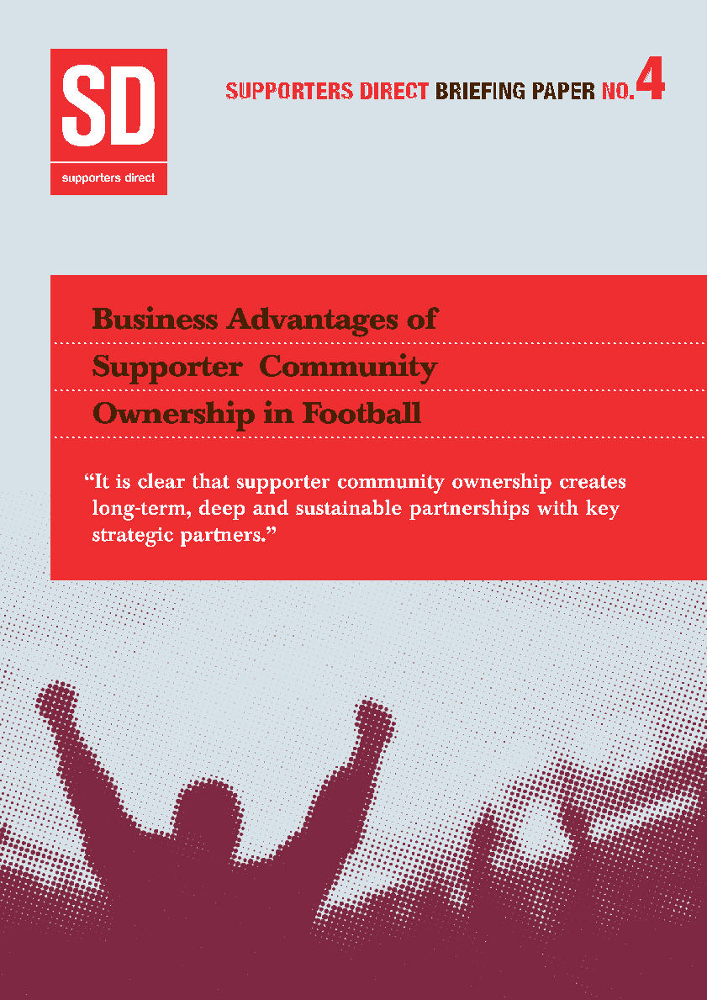 SD
supporters direct
SUPPORTERS DIRECT BRIEFING PAPER NO.4
Business Advantages of
Supporter Community
Ownership in Football
“It is clear that supporter community ownership creates
long-term, deep and sustainable partnerships with key
strategic partners.”